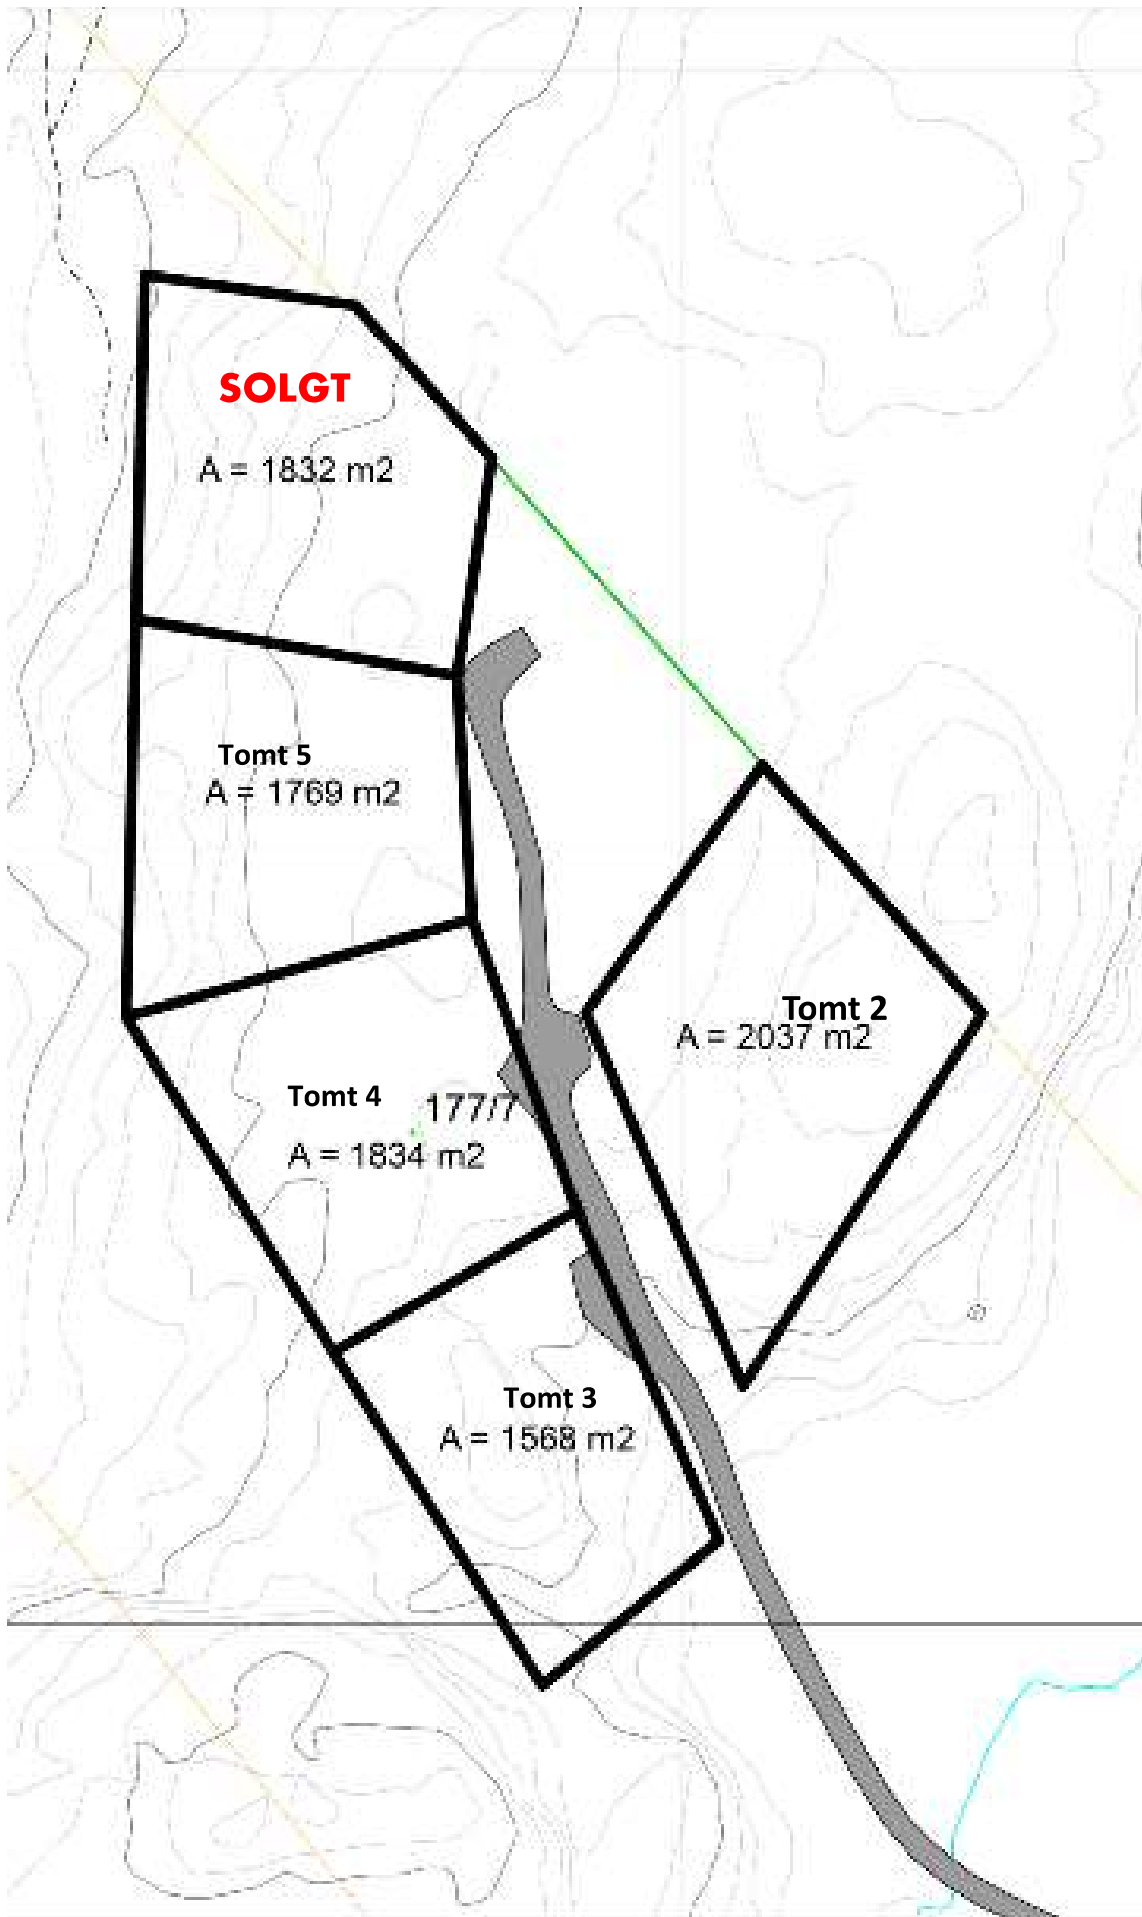 SOLGT
A = 1832 m2
Tomt 5
A = 1769 m2
Tomt 2
A = 2037 m2
Tomt 4
177/7
A = 1834 m2
Tomt 3
A = 1568 m2